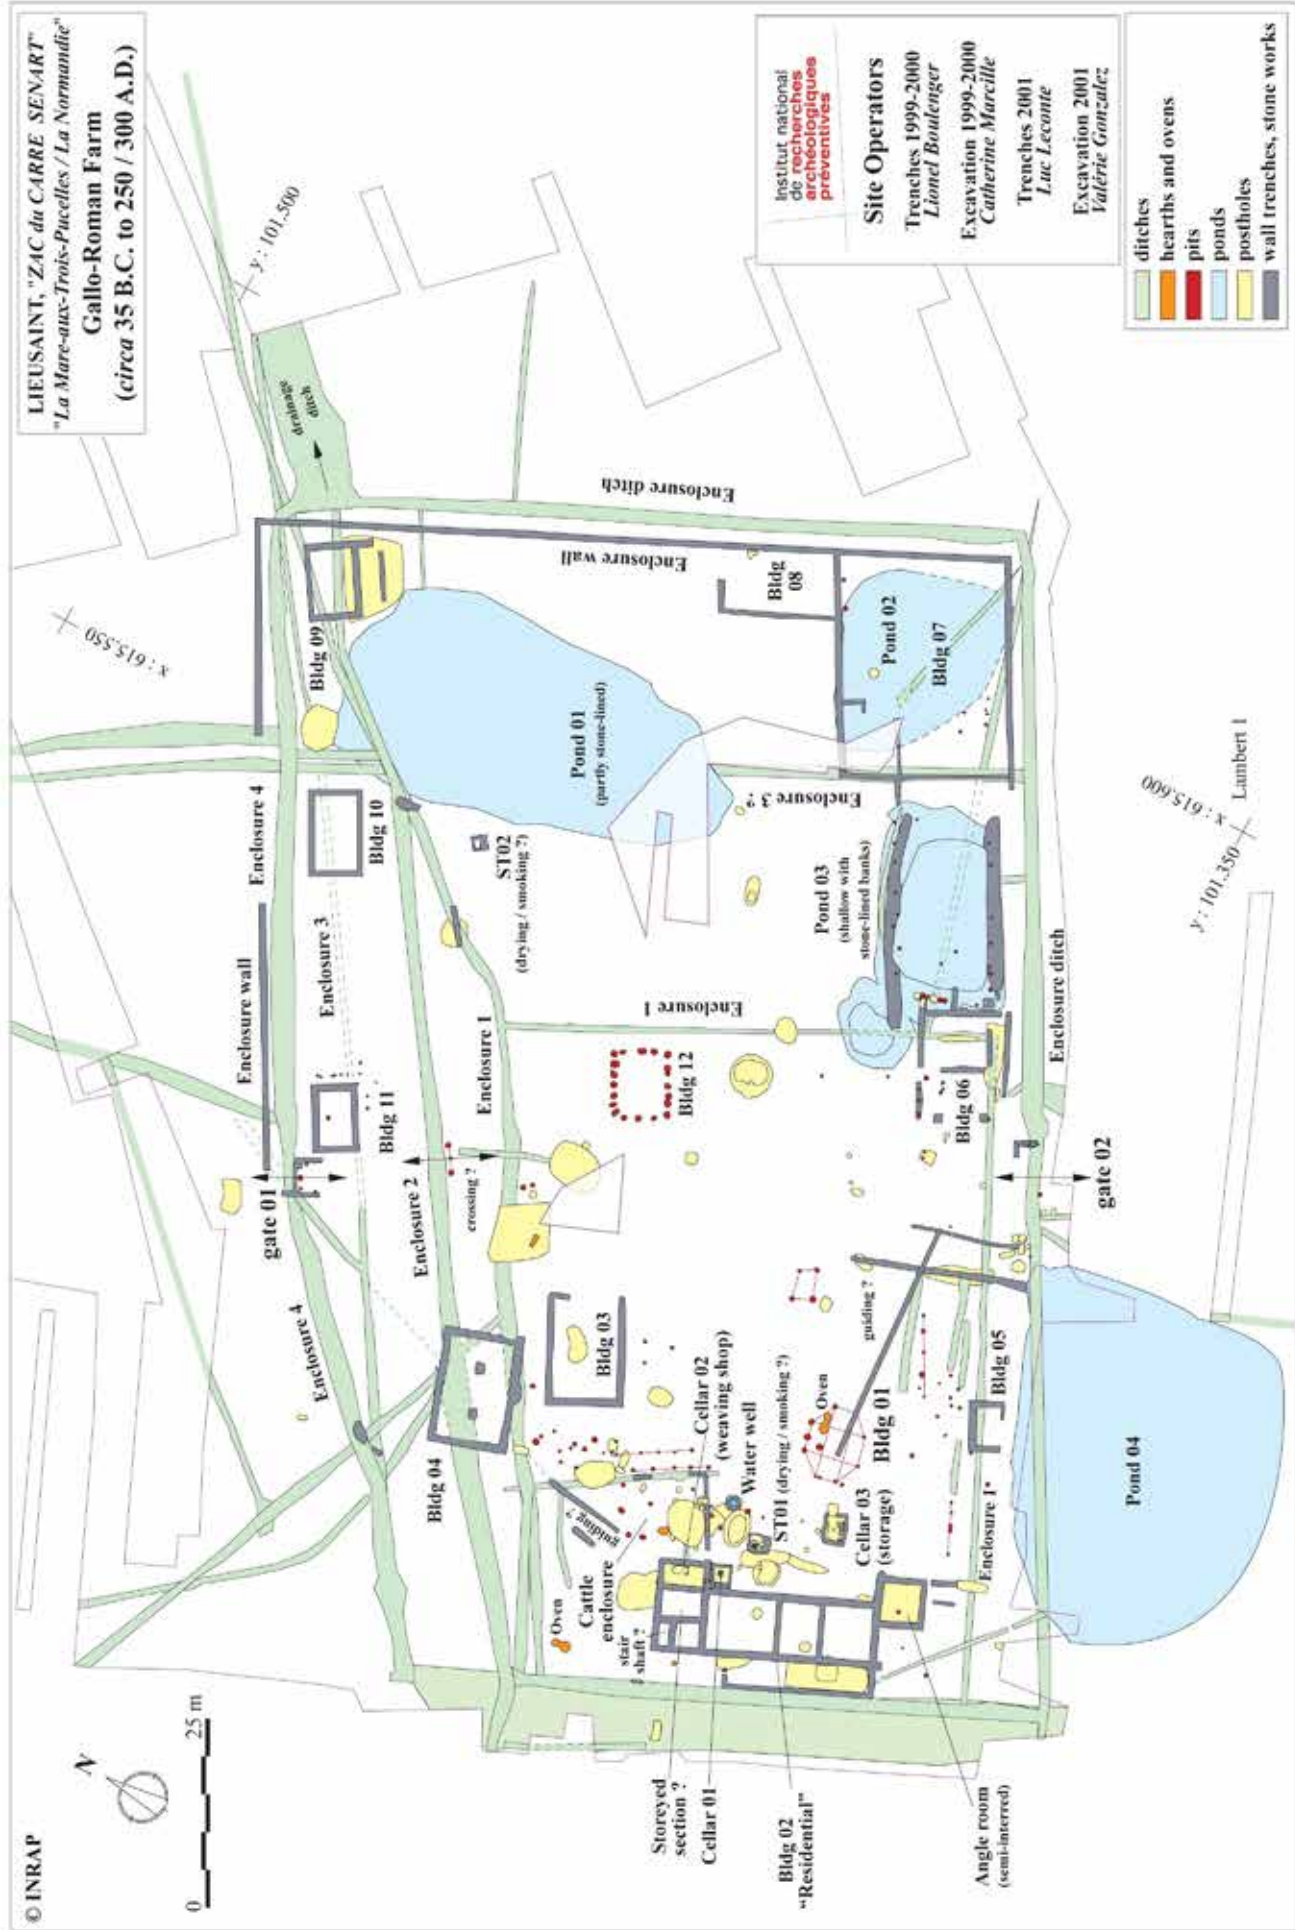 © INRAP
N
0
25 m
LIEUSAINT, "ZAC du CARRE SENART"
"La Mare-aux-Trois-Pucelles / La Normandie"
Gallo-Roman Farm
(circa 35 B.C. to 250 / 300 A.D.)
x : 615.550
y : 101.500
drainage
ditch
Enclosure 4
Enclosure wall
Enclosure 4
gate 01
Bldg 11
Enclosure 3
Bldg 10
Bldg 09
Enclosure 2
crossing ?
Enclosure 1
Bldg 04
ST02
(drying / smoking ?)
Pond 01
(partly stone-lined)
Enclosure wall
Enclosure ditch
Oven
Cattle
enclosure
guiding ?
stair
shaft ?
Bldg 03
Bldg 12
Enclosure 1
Enclosure 3 ?
Bldg
08
Storeyed
section ?
Cellar 01
Bldg 02
"Residential"
Angle room
(semi-interred)
Cellar 02
(weaving shop)
Water well
ST01 (drying / smoking ?)
Cellar 03
(storage)
Oven
Bldg 01
guiding ?
Pond 03
(shallow with
stone-lined banks)
Pond 02
Bldg 07
Bldg 06
Bldg 05
Enclosure 1
gate 02
Enclosure ditch
Pond 04
y : 101.350
x : 615.600
Lambert 1
Institut national
de recherches
archéologiques
préventives
Site Operators
Trenches 1999-2000
Lionel Boulenger
Excavation 1999-2000
Catherine Marcille
Trenches 2001
Luc Leconte
Excavation 2001
Valérie Gonzalez
ditches
hearths and ovens
pits
ponds
postholes
wall trenches, stone works